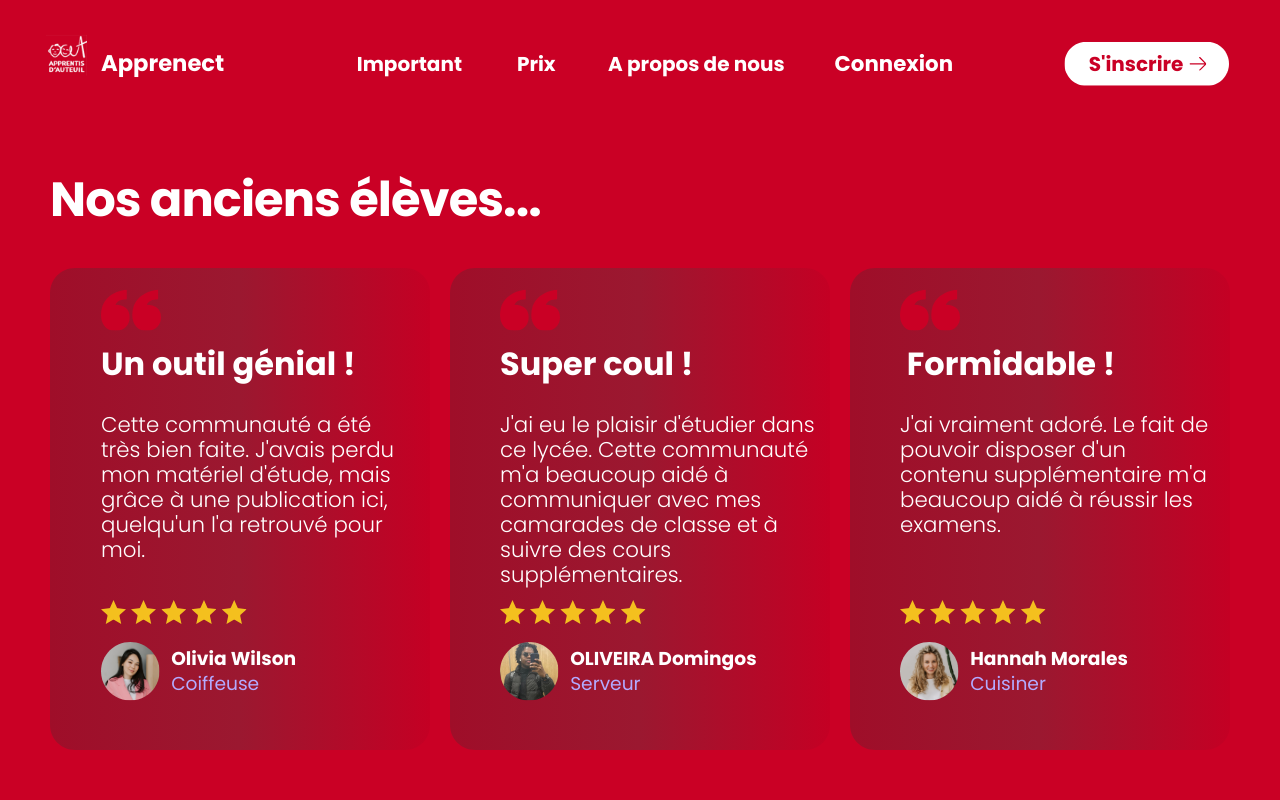 APPRENTIS
D'AUTEUIL
Apprenect
Important
Prix
A propos de nous
Connexion
S'inscrire
Nos anciens élèves...
Un outil génial !
Cette communauté a été
très bien faite. J'avais perdu
mon matériel d'étude, mais
grâce à une publication ici,
quelqu'un l'a retrouvé pour
moi.
Olivia Wilson
Coiffeuse
Super coul !
J'ai eu le plaisir d'étudier dans
ce lycée. Cette communauté
m'a beaucoup aidé à
communiquer avec mes
camarades de classe et à
suivre des cours
supplémentaires.
OLIVEIRA Domingos
Serveur
Formidable !
J'ai vraiment adoré. Le fait de
pouvoir disposer d'un
contenu supplémentaire m'a
beaucoup aidé à réussir les
examens.
Hannah Morales
Cuisiner